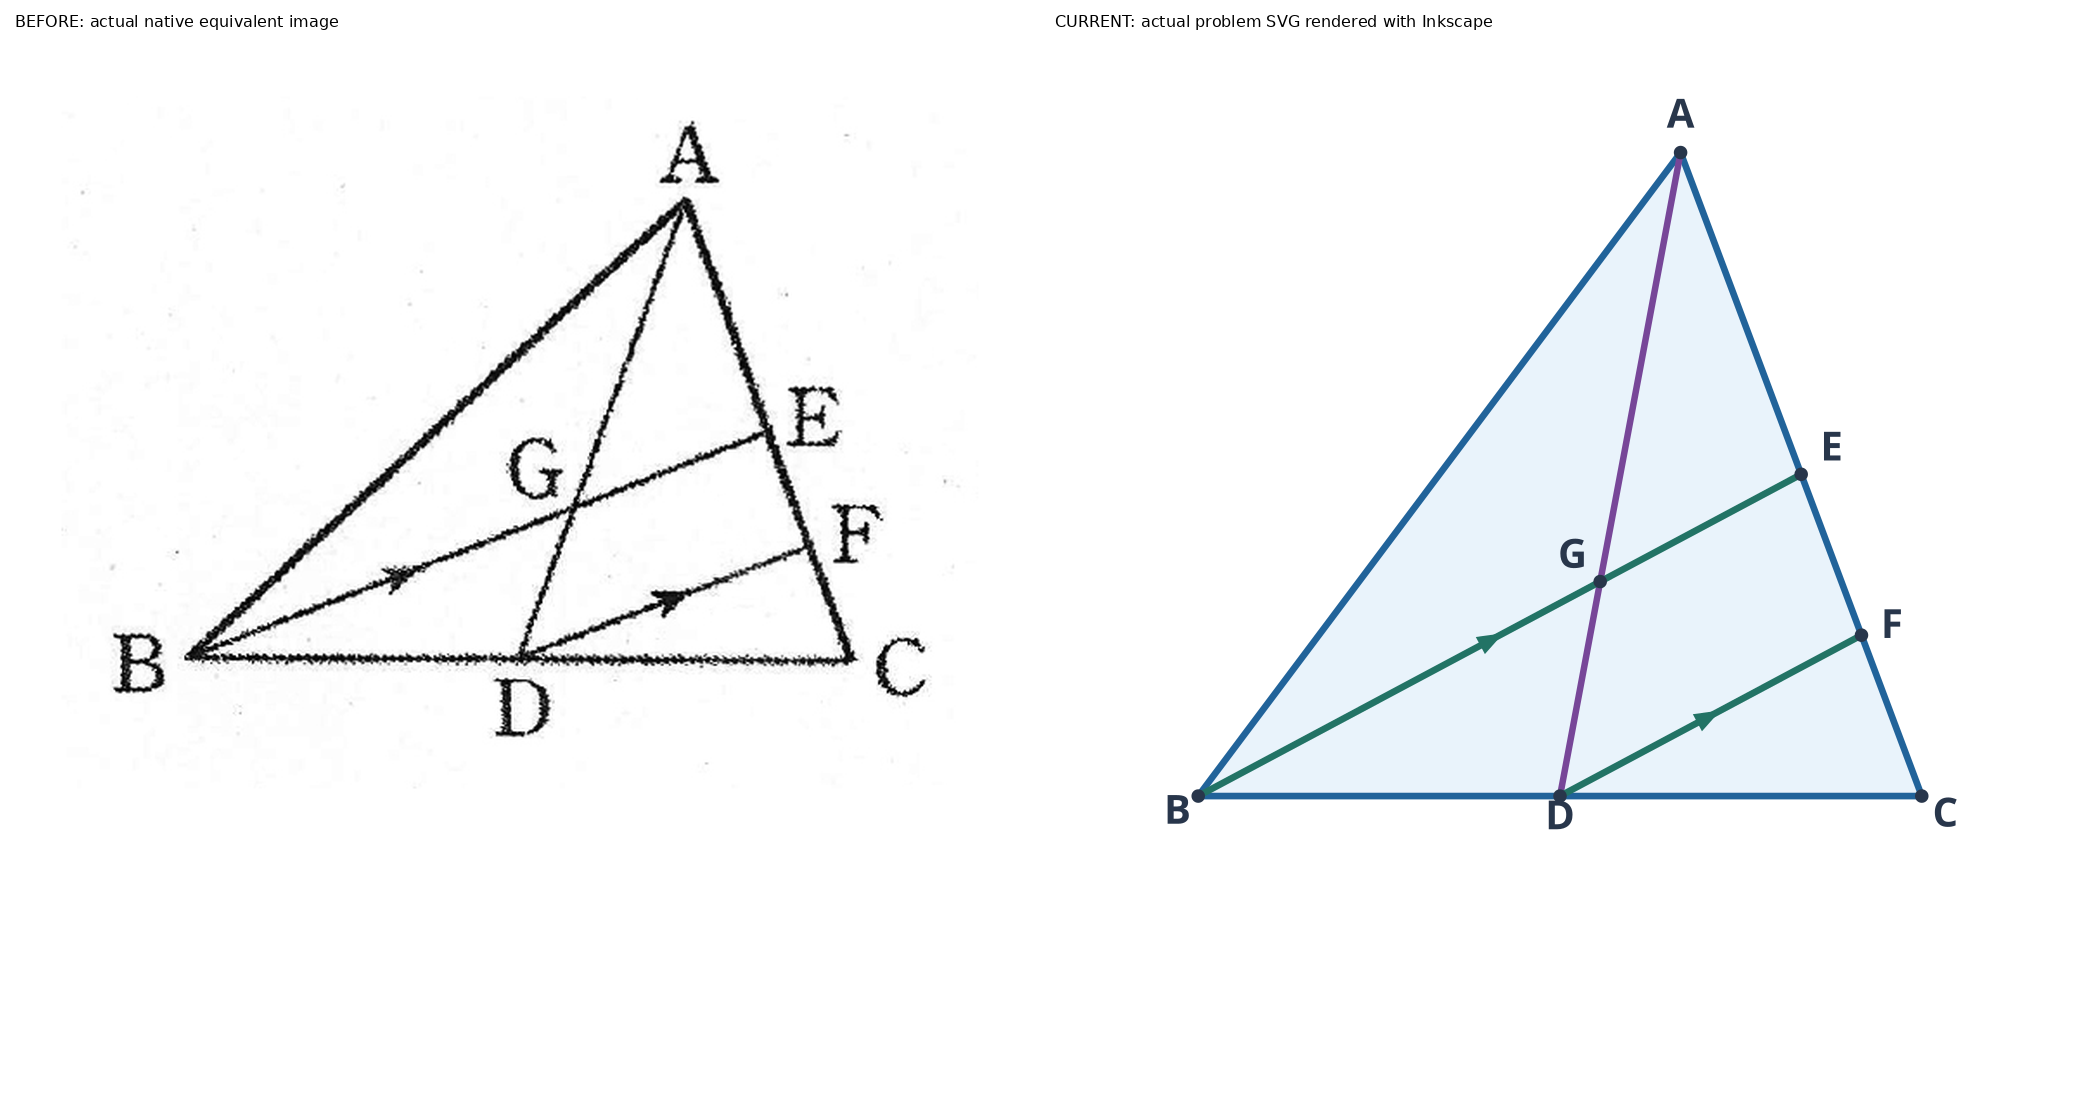 BEFORE: actual native equivalent image
A
E
G
F
B
C
D
CURRENT: actual problem SVG rendered with Inkscape
A
E
G
F
B
D
C